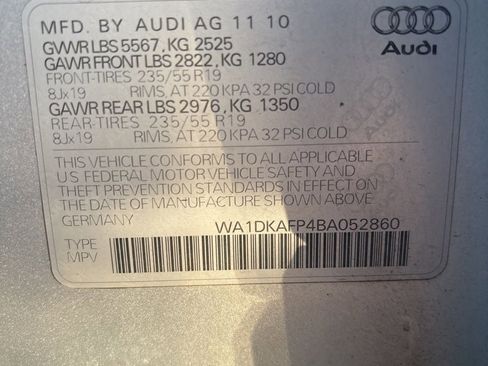 MFD. BY AUDI AG 11 10
GVWR LBS 5567, KG 2525
GAWR FRONT LBS 2822, KG 1280
FRONT-TIRES 235/55 R19
8Jx19 RIMS, AT 220 KPA 32 PSI COLD
GAWR REAR LBS 2976, KG 1350
REAR-TIRES 235/55 R19
8Jx19 RIMS, AT 220 KPA 32 PSI COLD
THIS VEHICLE CONFORMS TO ALL APPLICABLE
U.S. FEDERAL MOTOR VEHICLE SAFETY AND
THEFT PREVENTION STANDARDS IN EFFECT ON
THE DATE OF MANUFACTURE SHOWN ABOVE.
GERMANY WA1DKAFP4BA052860
TYPE
MPV
Audi
Audi